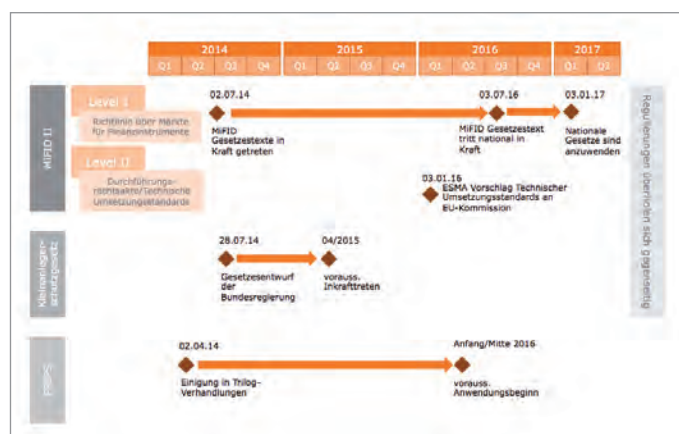 2014 2015 2016 2017
Q1 Q2 Q3 Q4 Q1 Q2 Q3 Q4 Q1 Q2 Q3 Q4 Q1 Q2
MiFID II
Level I
Richtlinie über Märkte
für Finanzinstrumente
Level II
Durchführungs-
rechtsakte/Technische
Umsetzungsstandards
02.07.14
MiFID
Gesetzestexte in
Kraft getreten
03.07.16
MiFID Gesetzestext
tritt national in
Kraft
03.01.17
Nationale
Gesetze sind
anzuwenden
03.01.16
ESMA Vorschlag Technischer
Umsetzungsstandards an
EU-Kommission
Kleinanleger-
schutzgesetz
28.07.14
Gesetzesentwurf
der
Bundesregierung
04/2015
vorauss.
Inkrafttreten
02.04.14
Einigung in Trilog-
Verhandlungen
Anfang/Mitte 2016
vorauss.
Anwendungsbeginn
Regulierungen überholen sich gegenseitig